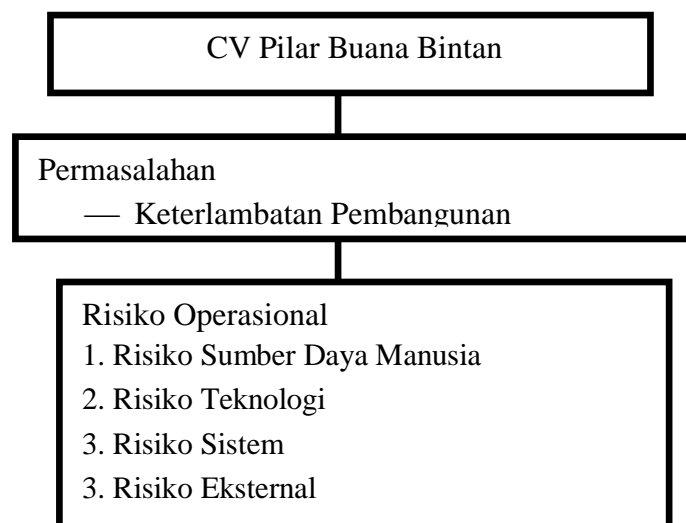 CV Pilar Buana Bintan
Permasalahan
— Keterlambatan Pembangunan
Risiko Operasional
1. Risiko Sumber Daya Manusia
2. Risiko Teknologi
3. Risiko Sistem
3. Risiko Eksternal